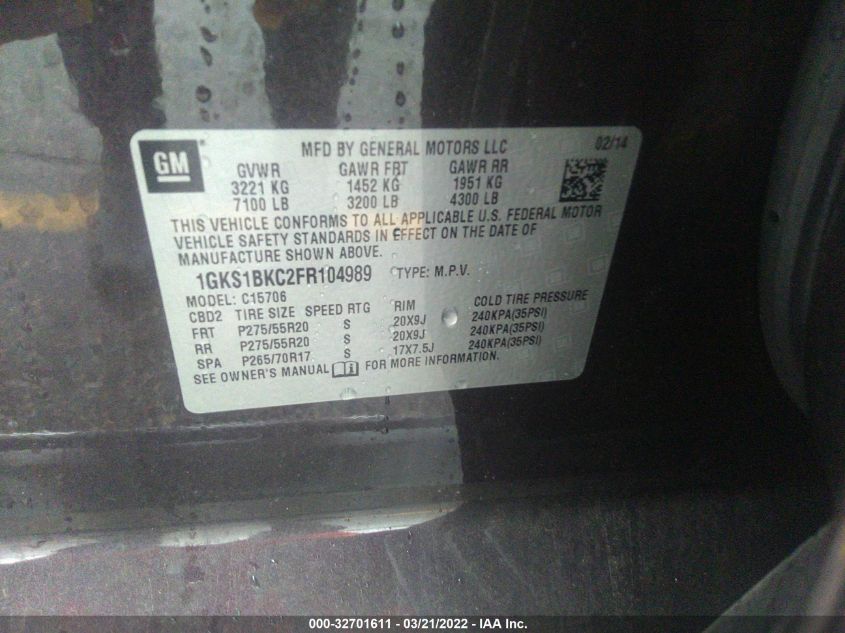 GM
MFD BY GENERAL MOTORS LLC 02/14
GVWR GAWR FRT GAWR RR
3221 KG 1452 KG 1951 KG
7100 LB 3200 LB 4300 LB
THIS VEHICLE CONFORMS TO ALL APPLICABLE U.S. FEDERAL MOTOR
VEHICLE SAFETY STANDARDS IN EFFECT ON THE DATE OF
MANUFACTURE SHOWN ABOVE.
1GKS1BKC2FR104989 TYPE: M.P.V.
MODEL: C15706
CBD2 TIRE SIZE SPEED RTG RIM COLD TIRE PRESSURE
FRT P275/55R20 S 20X9J 240KPA(35PSI)
RR P275/55R20 S 20X9J 240KPA(35PSI)
SPA P265/70R17 S 17X7.5J 240KPA(35PSI)
SEE OWNER'S MANUAL FOR MORE INFORMATION.
000-32701611 - 03/21/2022 - IAA Inc.